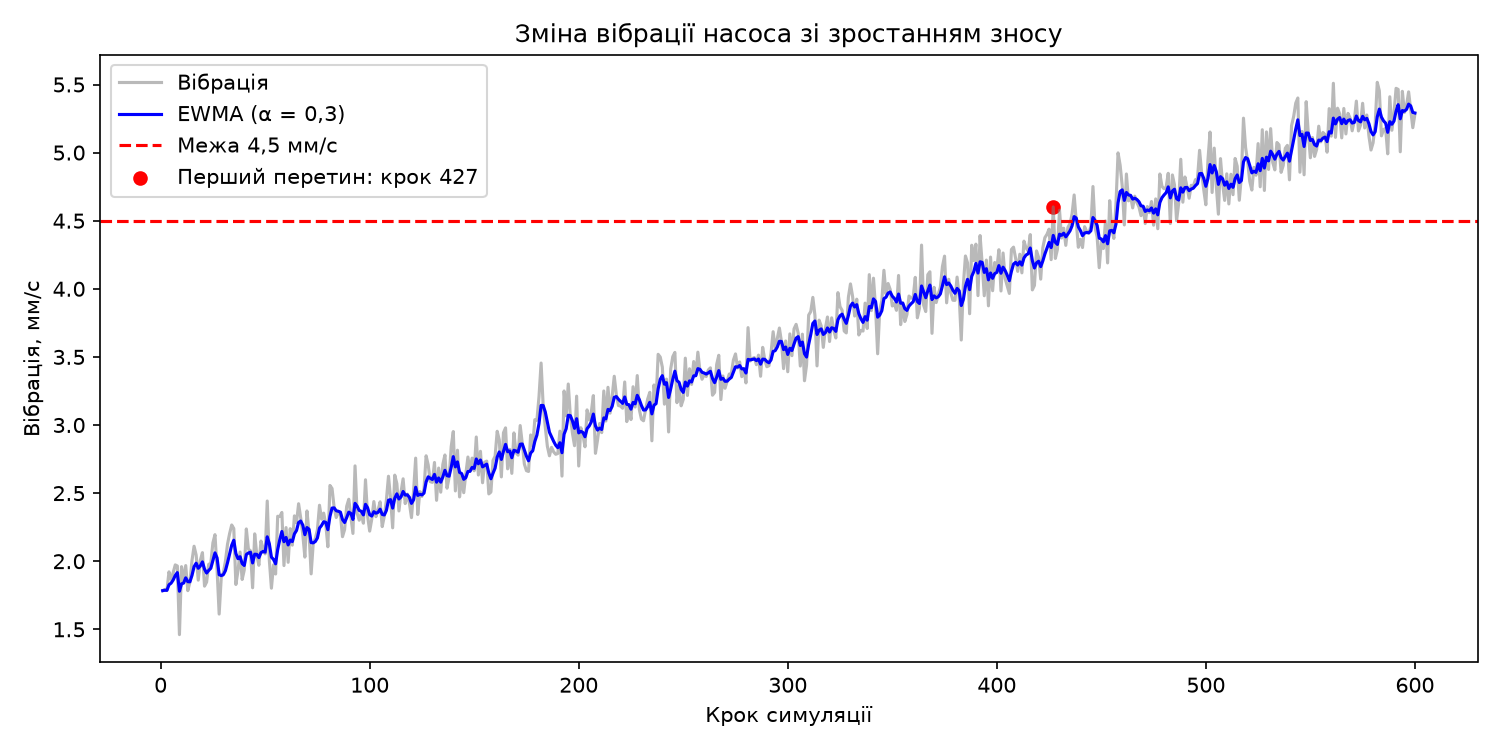 Зміна вібрації насоса зі зростанням зносу
Вібрація
EWMA (α = 0,3)
Межа 4,5 мм/с
Перший перетин: крок 427
Вібрація, мм/с
5.5
5.0
4.5
4.0
3.5
3.0
2.5
2.0
1.5
0 100 200 300 400 500 600
Крок симуляції